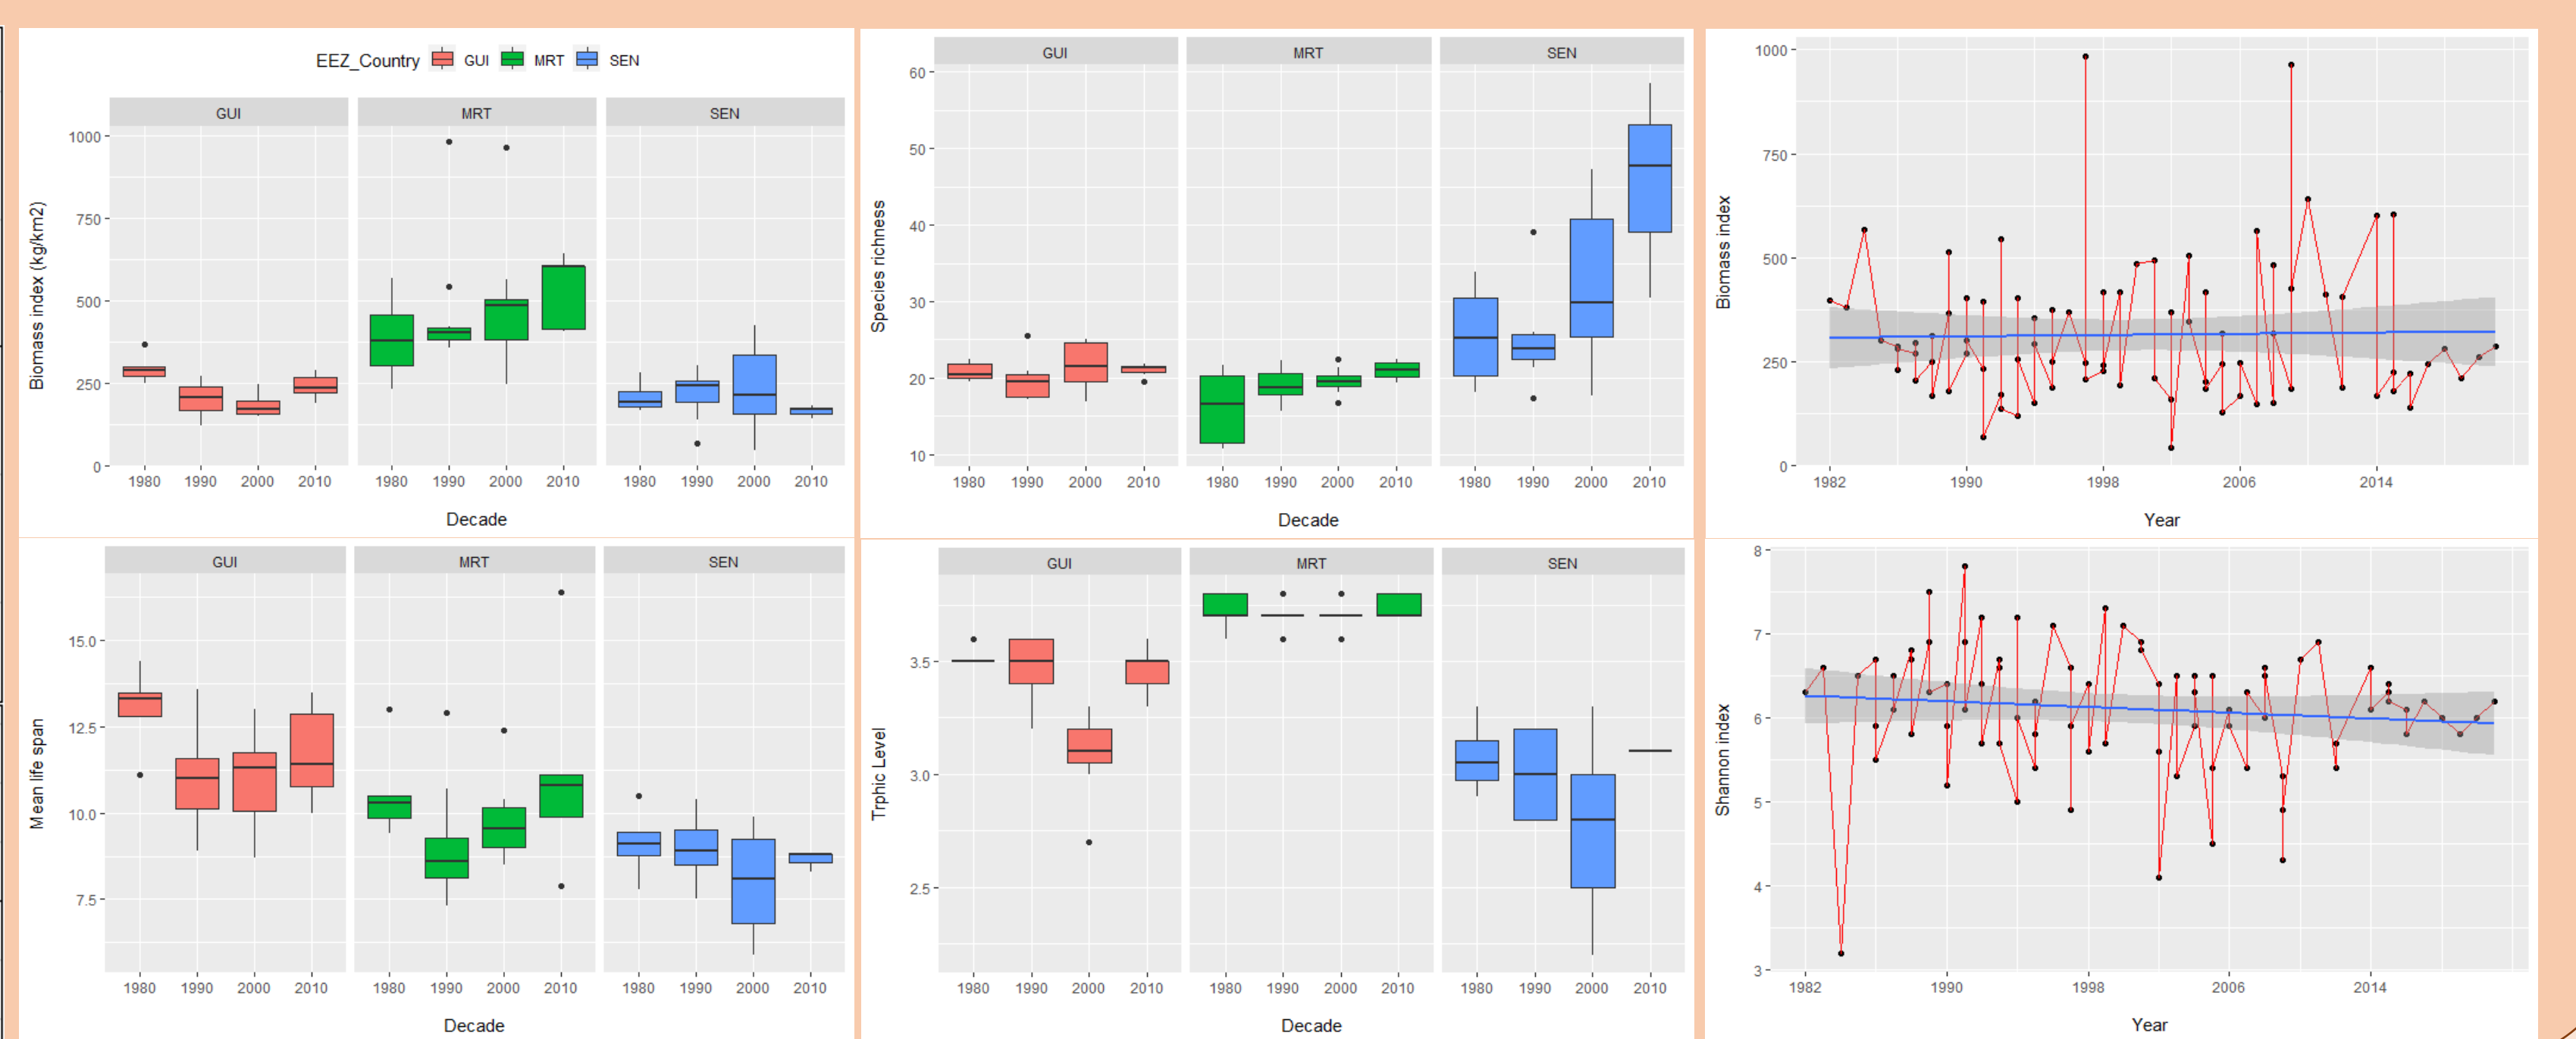 EEZ_Country GUI MRT SEN
GUI MRT SEN
Biomass index (kg/km2)
1000
750
500
250
0
1980 1990 2000 2010 1980 1990 2000 2010 1980 1990 2000 2010
Decade
GUI MRT SEN
Species richness
60
50
40
30
20
10
1980 1990 2000 2010 1980 1990 2000 2010 1980 1990 2000 2010
Decade
Biomass index
1000
750
500
250
0
1982 1990 1998 2006 2014
Year
GUI MRT SEN
Mean life span
15.0
12.5
10.0
7.5
1980 1990 2000 2010 1980 1990 2000 2010 1980 1990 2000 2010
Decade
GUI MRT SEN
Trphic Level
3.5
3.0
2.5
1980 1990 2000 2010 1980 1990 2000 2010 1980 1990 2000 2010
Decade
Shannon index
8
7
6
5
4
3
1982 1990 1998 2006 2014
Year